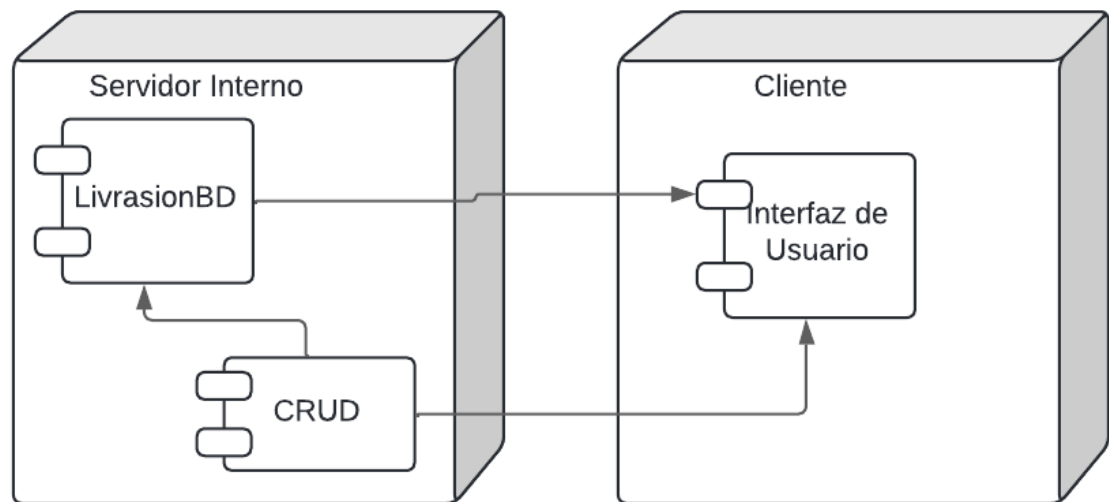 Servidor Interno
Cliente
LivrasionBD
Interfaz de
Usuario
CRUD